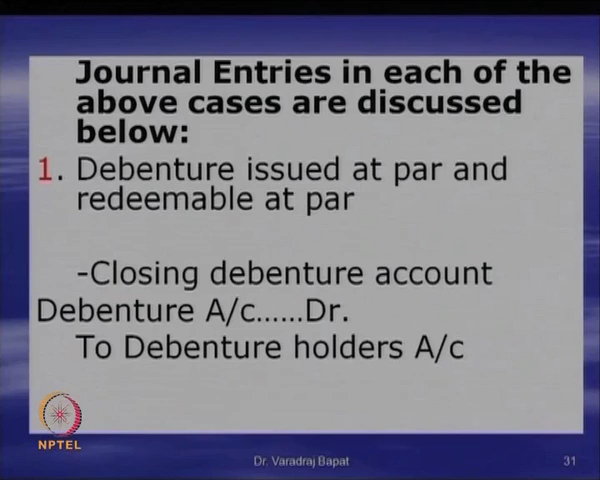 Journal Entries in each of the
above cases are discussed
below:
1. Debenture issued at par and
redeemable at par
-Closing debenture account
Debenture A/c......Dr.
To Debenture holders A/c
NPTEL
Dr. Varadraj Bapat
31